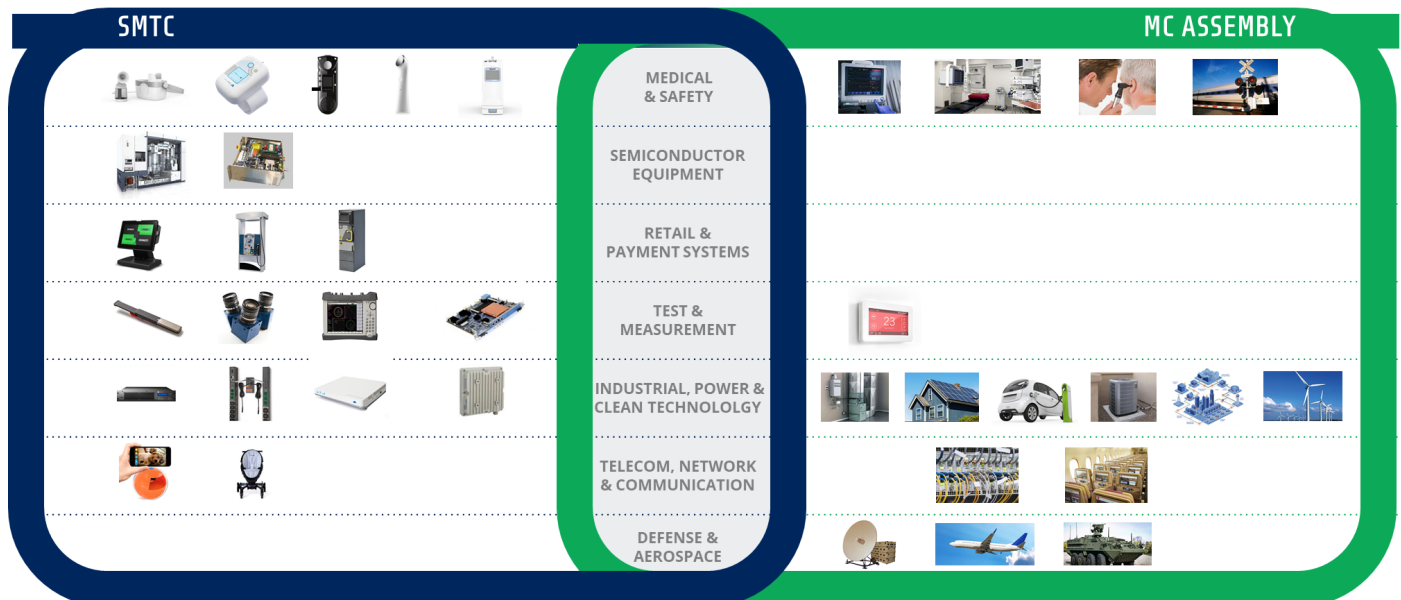 SMTC
MC ASSEMBLY
MEDICAL
& SAFETY
SEMICONDUCTOR
EQUIPMENT
RETAIL &
PAYMENT SYSTEMS
TEST &
MEASUREMENT
23
INDUSTRIAL, POWER &
CLEAN TECHNOLOLGY
TELECOM, NETWORK
& COMMUNICATION
DEFENSE &
AEROSPACE